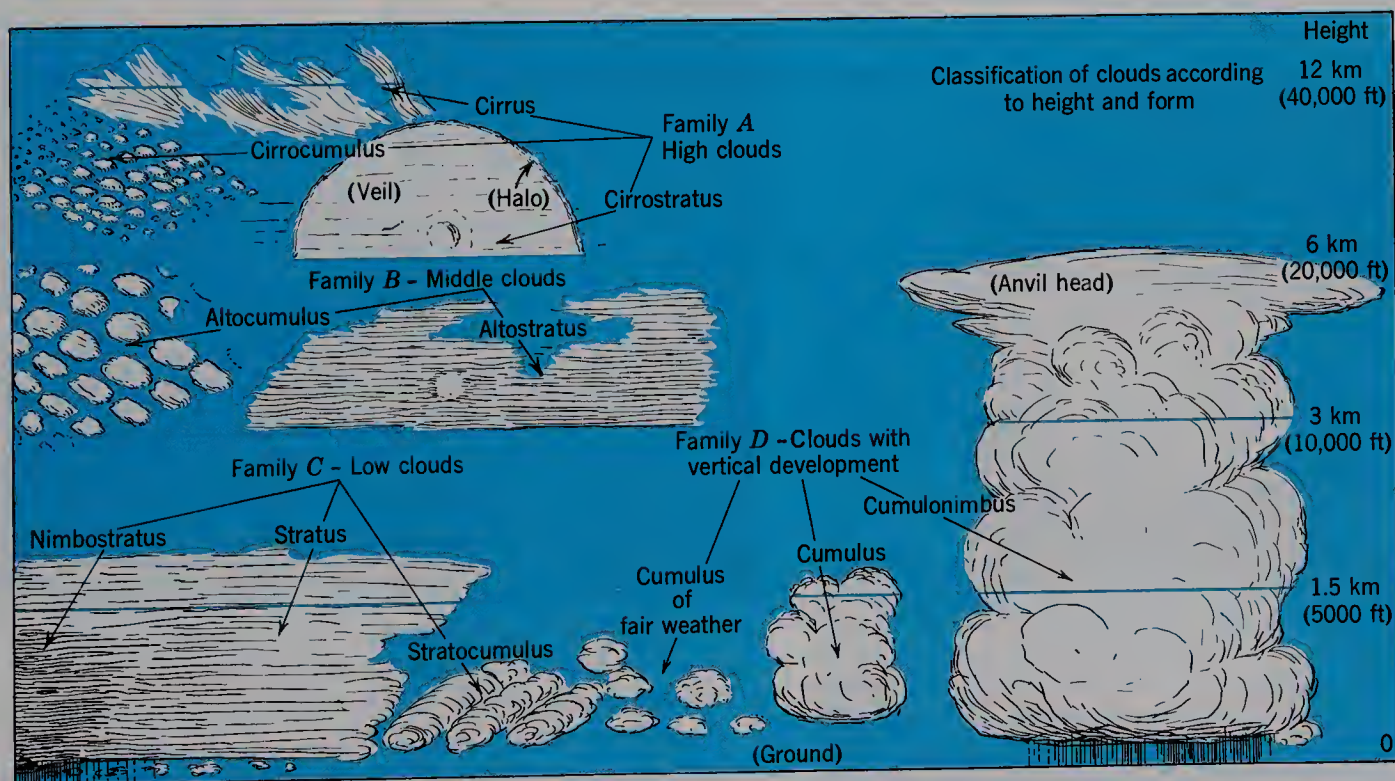 Height
Classification of clouds according
to height and form
12 km
(40,000 ft)
Cirrus
Family A
High clouds
Cirrocumulus
(Veil)
(Halo)
Cirrostratus
6 km
(20,000 ft)
(Anvil head)
Family B - Middle clouds
Altocumulus
Altostratus
3 km
(10,000 ft)
Family D - Clouds with
vertical development
Family C - Low clouds
Cumulonimbus
Nimbostratus
Stratus
Cumulus
Cumulus
of
fair weather
1.5 km
(5000 ft)
Stratocumulus
(Ground)
0